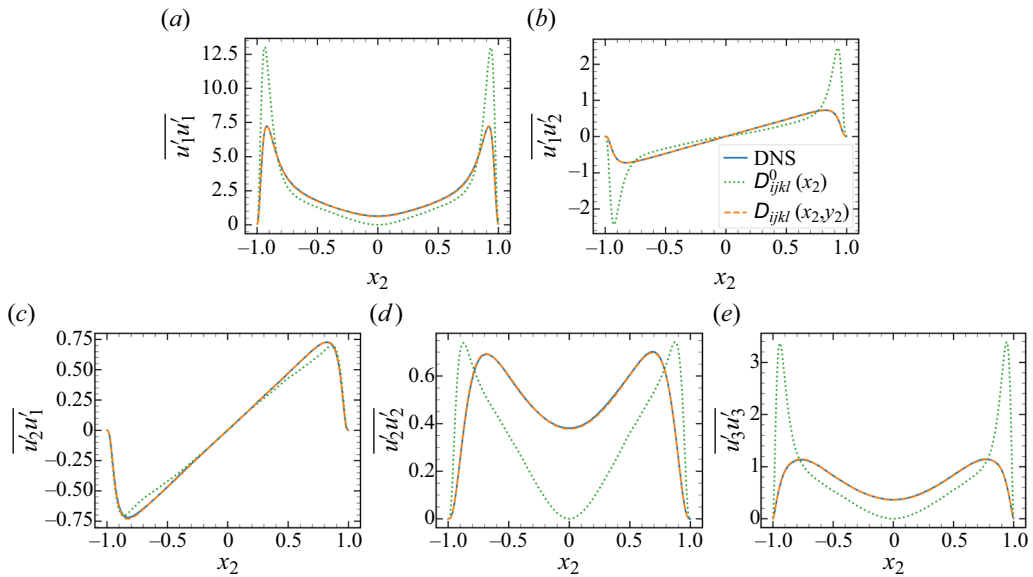 (a)
(b)
12.5
10.0
7.5
5.0
2.5
0
u′1u′1
−1.0 −0.5 0 0.5 1.0
x2
2
1
0
−1
−2
u′1u′2
DNS
D0ijkl (x2)
Dijkl (x2,y2)
−1.0 −0.5 0 0.5 1.0
x2
(c)
(d)
(e)
0.75
0.50
0.25
0
−0.25
−0.50
−0.75
u′2u′1
−1.0 −0.5 0 0.5 1.0
x2
0.6
0.4
0.2
0
u′2u′2
−1.0 −0.5 0 0.5 1.0
x2
3
2
1
0
u′3u′3
−1.0 −0.5 0 0.5 1.0
x2